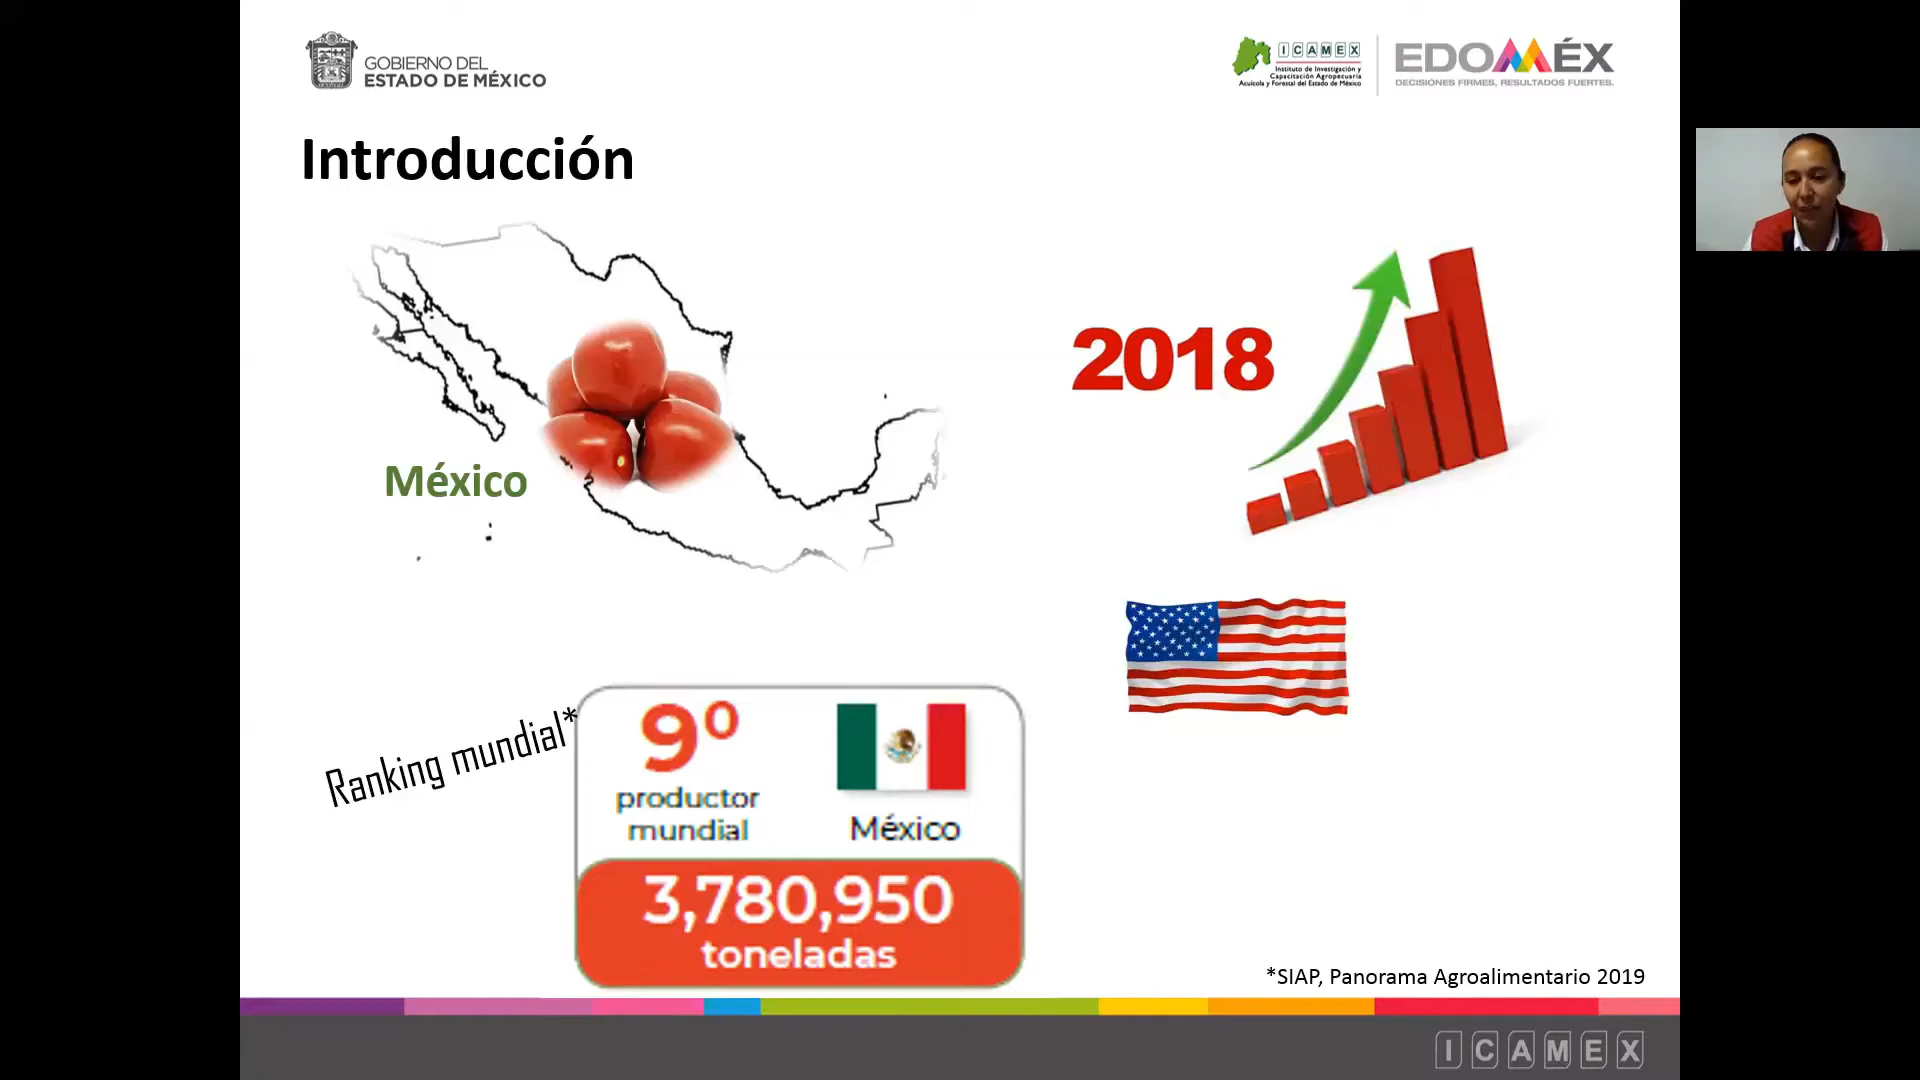 GOBIERNO DEL
ESTADO DE MÉXICO
ICAMEX
Instituto de Investigación y
Capacitación Agropecuaria
Acuícola y Forestal del Estado de México
EDOMÉX
DECISIONES FIRMES, RESULTADOS FUERTES.
Introducción
México
2018
Ranking mundial*
9º
productor
mundial
México
3,780,950
toneladas
*SIAP, Panorama Agroalimentario 2019
ICAMEX